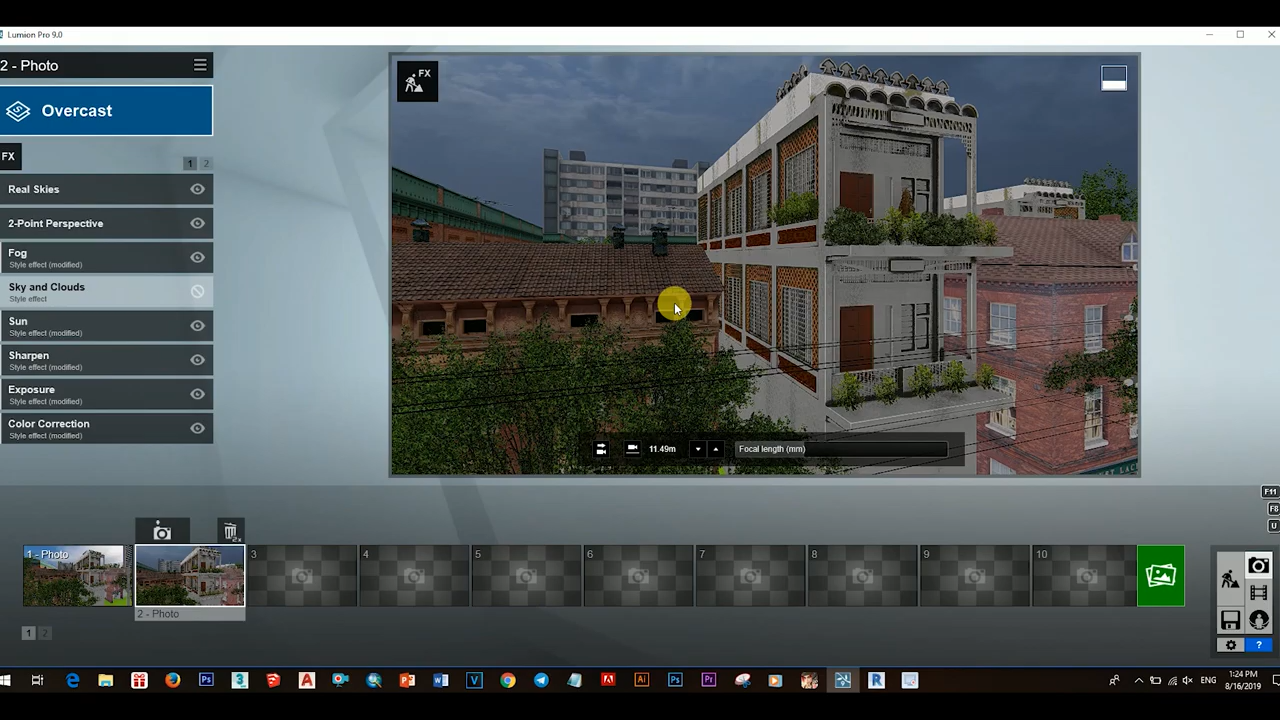 Lumion Pro 9.0
2 - Photo
Overcast
FX
1 2
Real Skies
2-Point Perspective
Fog
Style effect (modified)
Sky and Clouds
Style effect
Sun
Style effect (modified)
Sharpen
Style effect (modified)
Exposure
Style effect (modified)
Color Correction
Style effect (modified)
FX
11.49m
Focal length (mm)
F11
F8
U
1 - Photo
3
4
5
6
7
8
9
10
2 - Photo
1 2
?
ENG
1:24 PM
8/16/2019